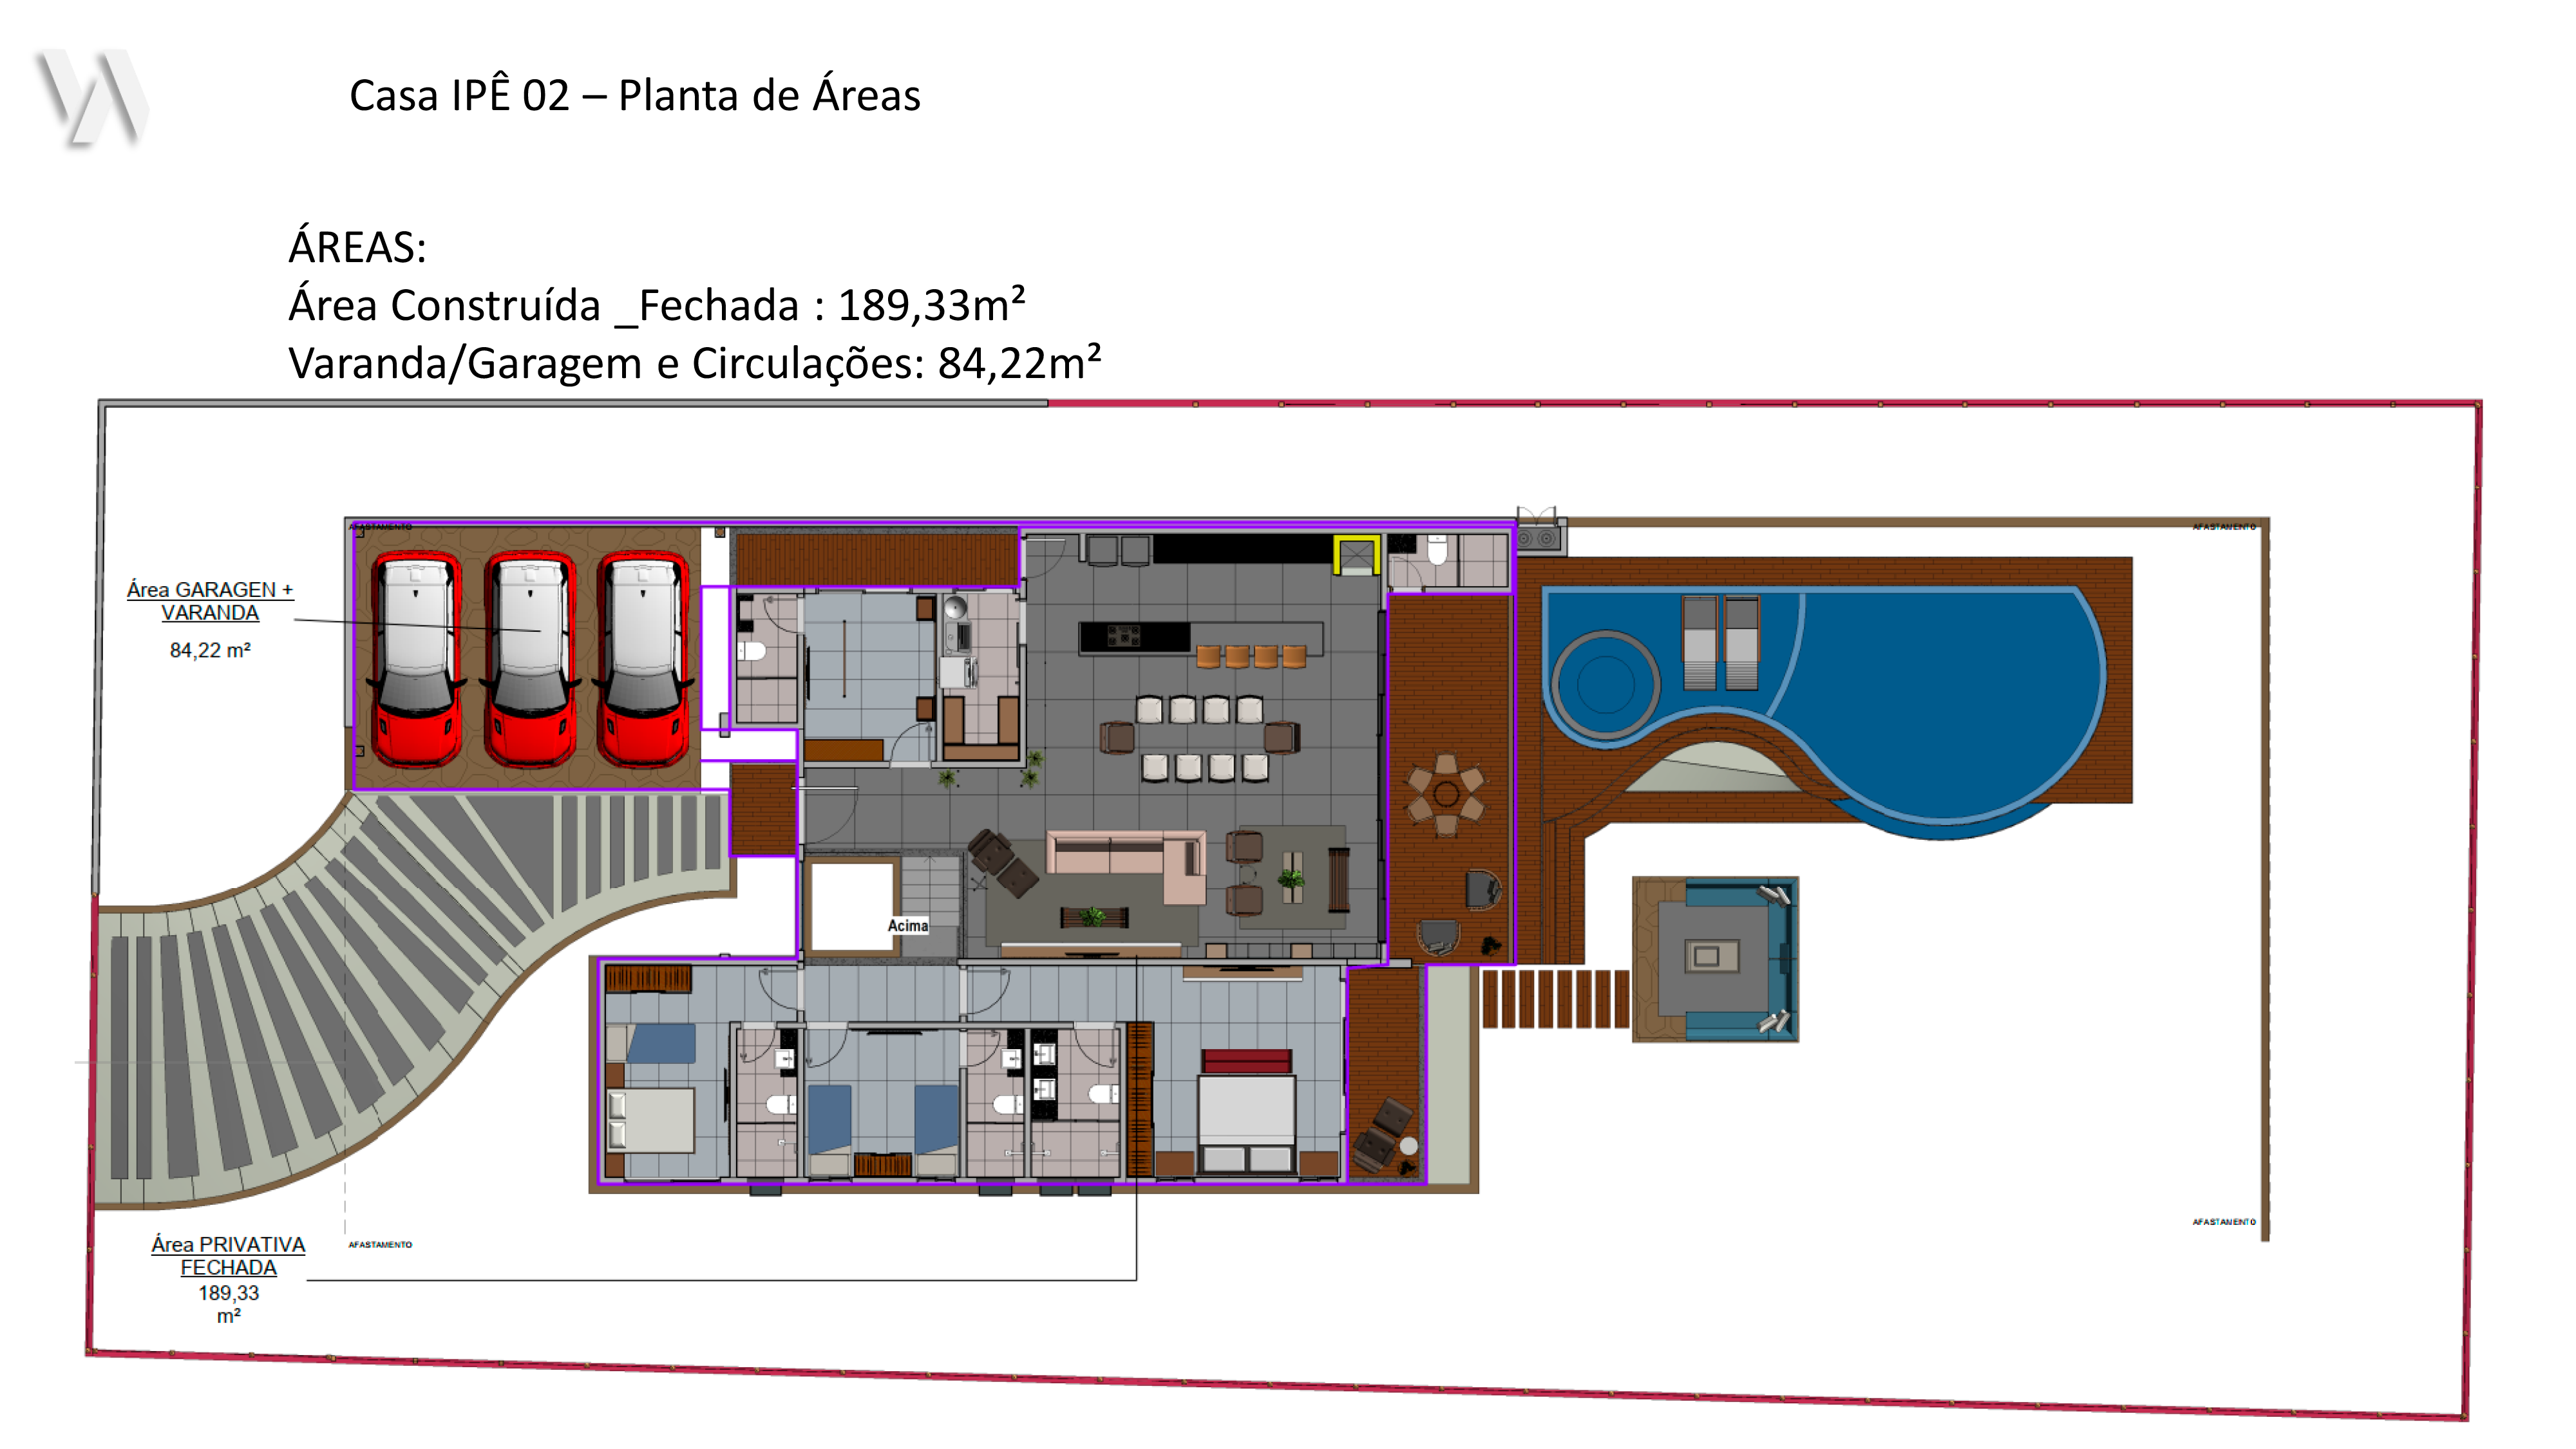 Casa IPÊ 02 – Planta de Áreas
ÁREAS:
Área Construída _Fechada : 189,33m²
Varanda/Garagem e Circulações: 84,22m²
AFASTAMENTO
AFASTAMENTO
Área GARAGEN +
VARANDA
84,22 m²
Acima
AFASTAMENTO
AFASTAMENTO
Área PRIVATIVA
FECHADA
189,33
m²